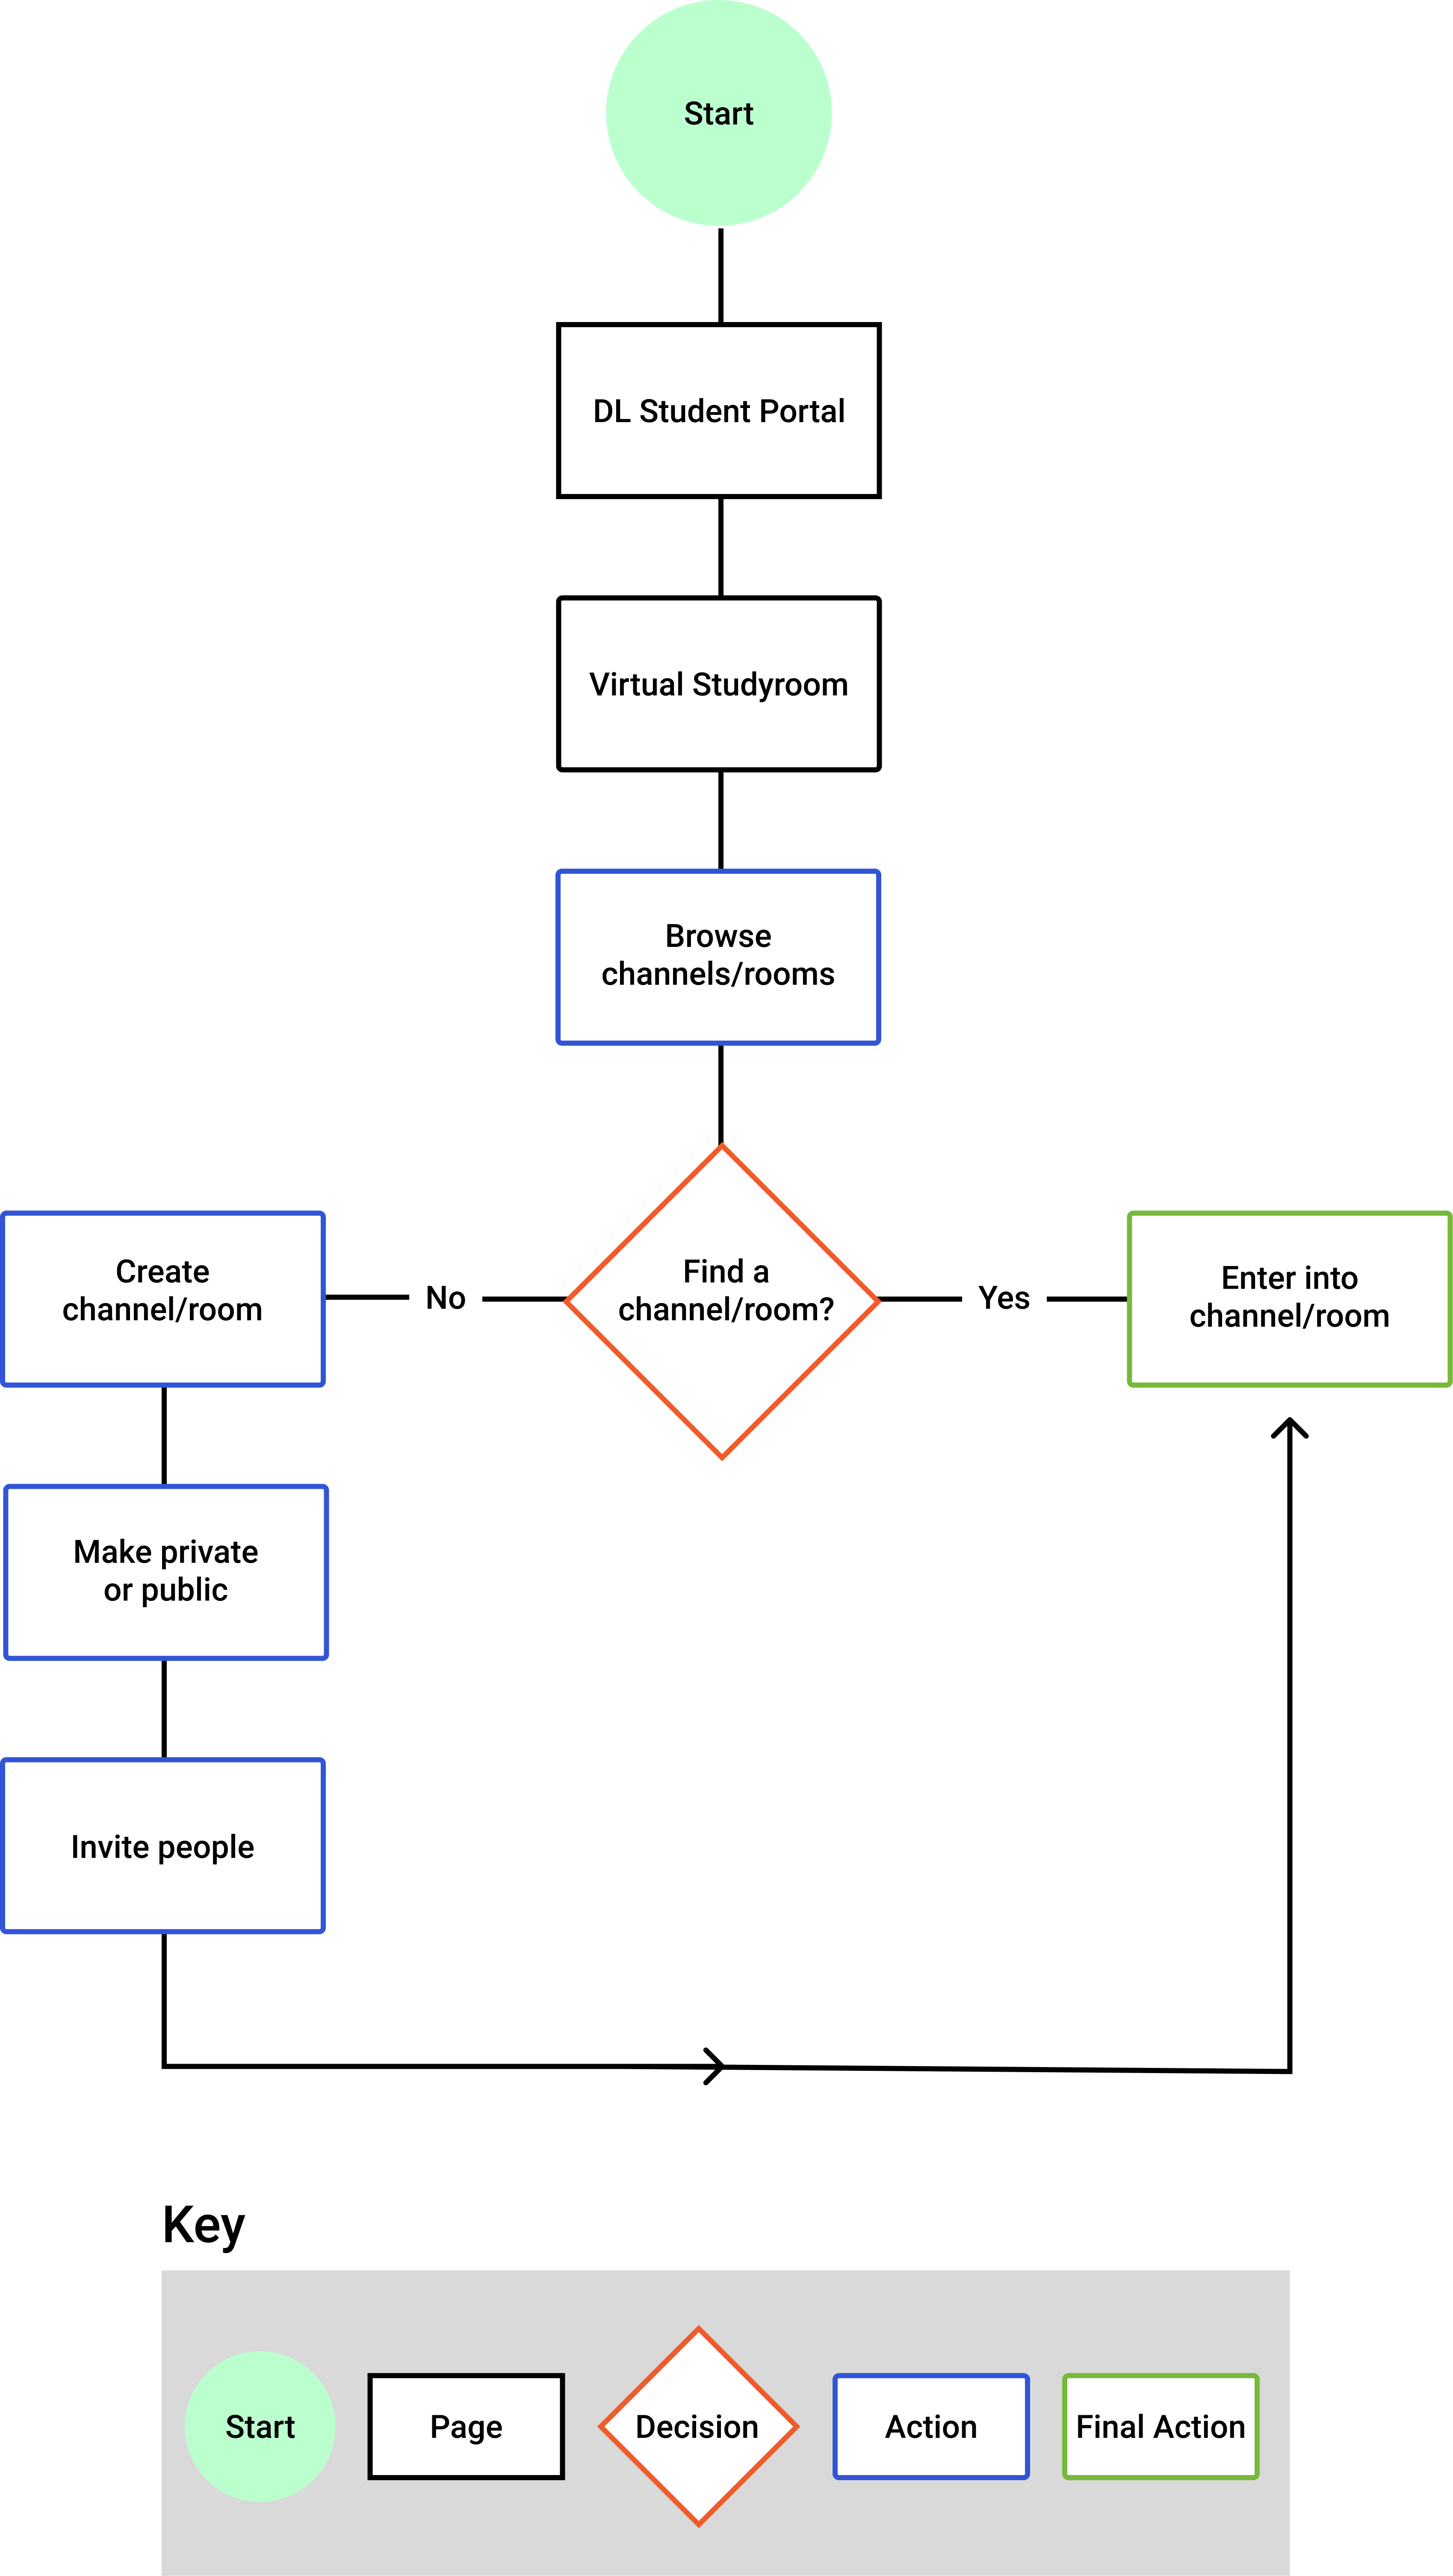 Start
DL Student Portal
Virtual Studyroom
Browse
channels/rooms
Create
channel/room
No
Find a
channel/room?
Yes
Enter into
channel/room
Make private
or public
Invite people
Key
Start
Page
Decision
Action
Final Action